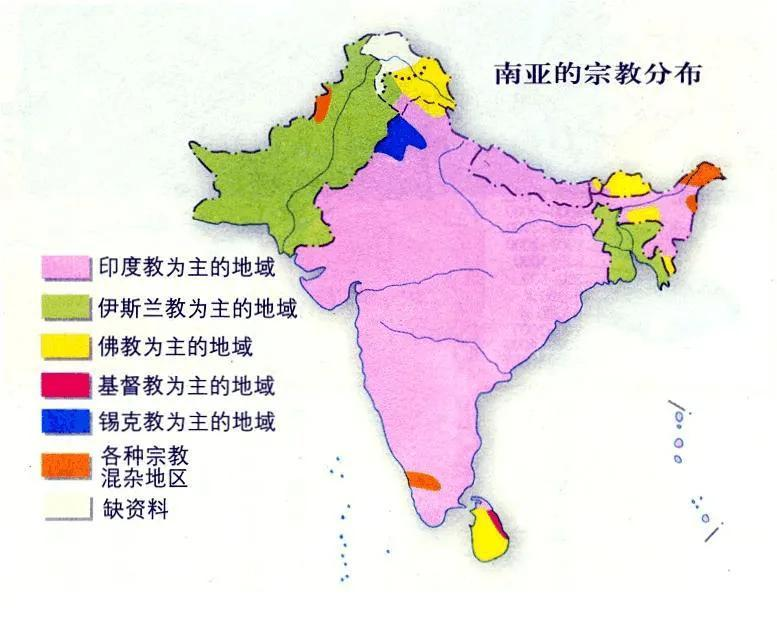 南亚的宗教分布
印度教为主的地域
伊斯兰教为主的地域
佛教为主的地域
基督教为主的地域
锡克教为主的地域
各种宗教
混杂地区
缺资料